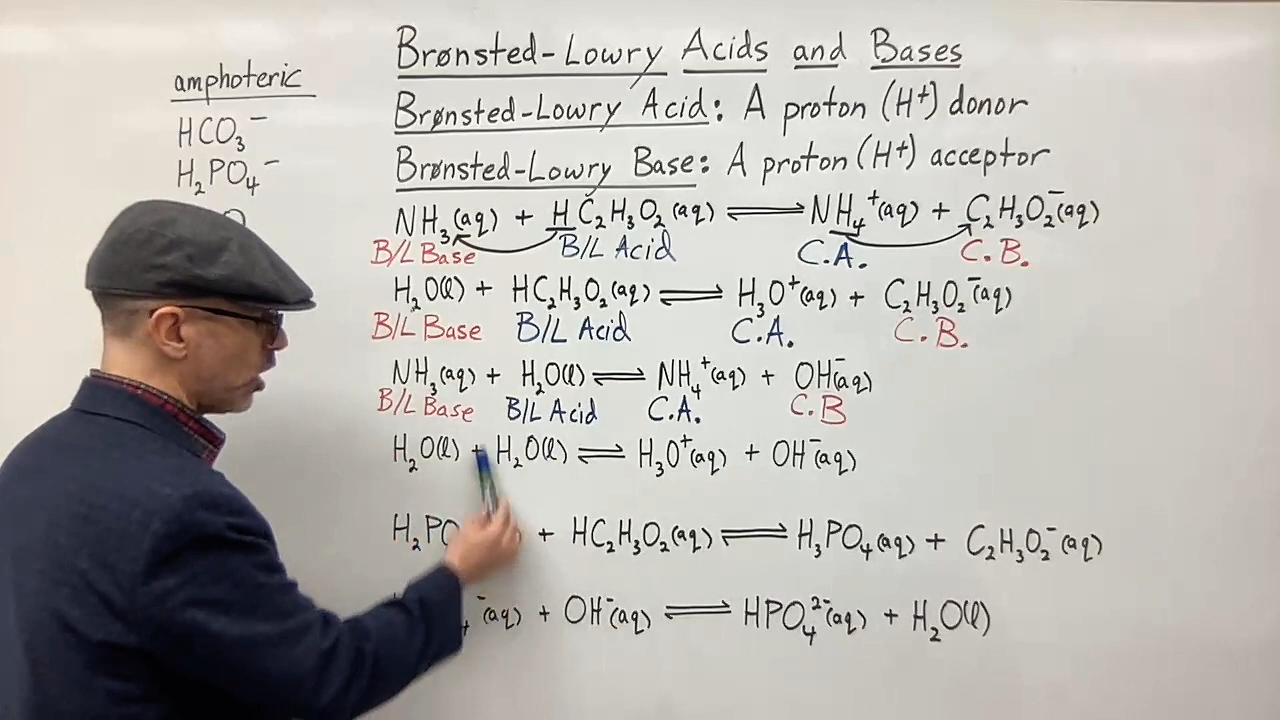 Brønsted-Lowry Acids and Bases
amphoteric
HCO₃⁻
H₂PO₄⁻
Brønsted-Lowry Acid: A proton (H⁺) donor
Brønsted-Lowry Base: A proton (H⁺) acceptor
NH₃(aq) + HC₂H₃O₂(aq) ⇌ NH₄⁺(aq) + C₂H₃O₂⁻(aq)
B/L Base B/L Acid C.A. C.B.
H₂O(l) + HC₂H₃O₂(aq) ⇌ H₃O⁺(aq) + C₂H₃O₂⁻(aq)
B/L Base B/L Acid C.A. C.B.
NH₃(aq) + H₂O(l) ⇌ NH₄⁺(aq) + OH⁻(aq)
B/L Base B/L Acid C.A. C.B
H₂O(l) + H₂O(l) ⇌ H₃O⁺(aq) + OH⁻(aq)
H₂PO + HC₂H₃O₂(aq) ⇌ H₃PO₄(aq) + C₂H₃O₂⁻(aq)
₄⁻(aq) + OH⁻(aq) ⇌ HPO₄²⁻(aq) + H₂O(l)